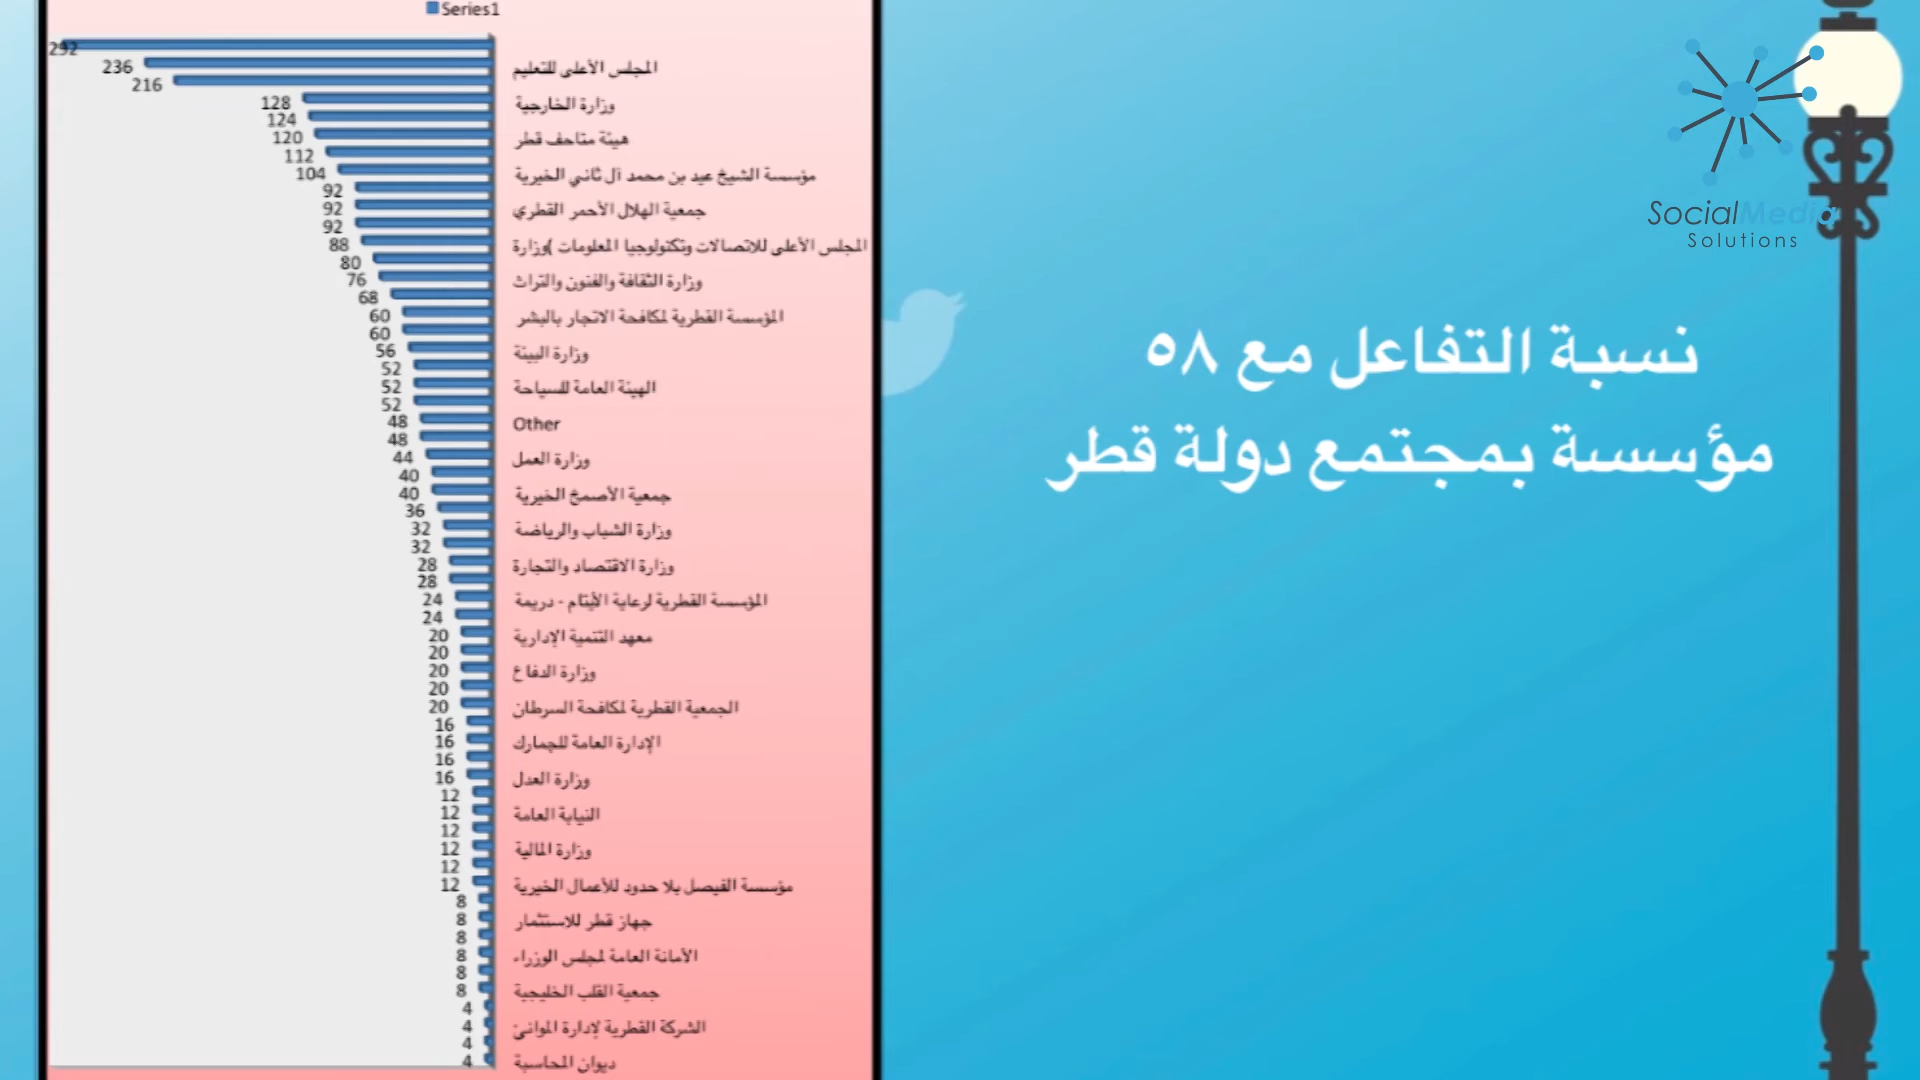 Series1
292
236
المجلس الأعلى للتعليم
216
128
وزارة الخارجية
124
120
هيئة متاحف قطر
112
104
مؤسسة الشيخ عيد بن محمد آل ثاني الخيرية
92
92
جمعية الهلال الأحمر القطري
92
88
المجلس الأعلى للاتصالات وتكنولوجيا المعلومات )وزارة
80
76
وزارة الثقافة والفنون والتراث
68
60
المؤسسة القطرية لمكافحة الاتجار بالبشر
60
56
وزارة البيئة
52
52
الهيئة العامة للسياحة
52
48
Other
48
44
وزارة العمل
40
40
جمعية الأصمخ الخيرية
36
32
وزارة الشباب والرياضة
32
28
وزارة الاقتصاد والتجارة
28
24
المؤسسة القطرية لرعاية الأيتام - دريمة
24
20
معهد التنمية الإدارية
20
20
وزارة الدفاع
20
20
الجمعية القطرية لمكافحة السرطان
16
16
الإدارة العامة للجمارك
16
16
وزارة العدل
12
12
النيابة العامة
12
12
وزارة المالية
12
12
مؤسسة الفيصل بلا حدود للأعمال الخيرية
8
8
جهاز قطر للاستثمار
8
8
الأمانة العامة لمجلس الوزراء
8
8
جمعية القلب الخليجية
4
4
الشركة القطرية لإدارة الموانئ
4
4
ديوان المحاسبة
SocialMedia
Solutions
نسبة التفاعل مع ٥٨
مؤسسة بمجتمع دولة قطر